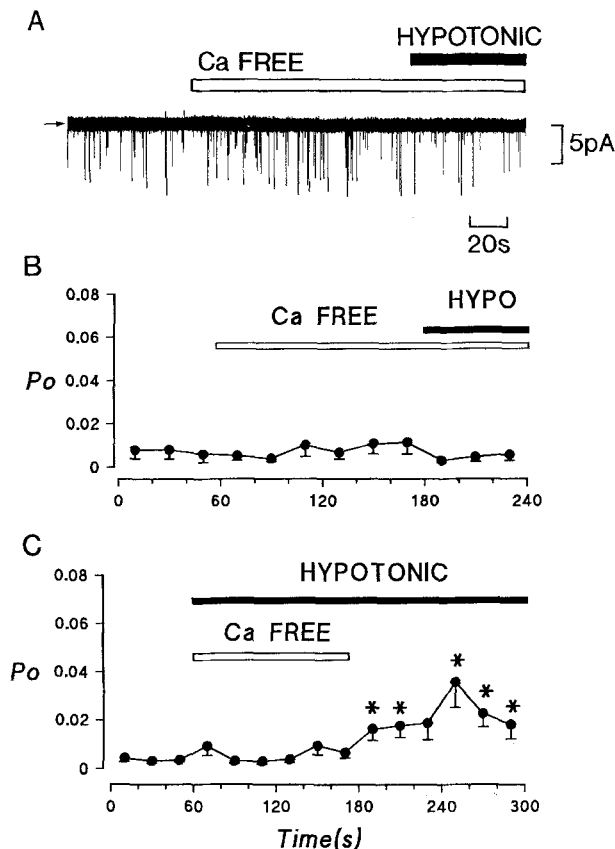 A
HYPOTONIC
Ca FREE
5pA
20s
B
0.08
HYPO
0.06
Ca FREE
Po
0.04
0.02
0
0 60 120 180 240
C
0.08
HYPOTONIC
0.06
Ca FREE
Po
0.04
* * * * *
0.02
0
0 60 120 180 240 300
Time(s)